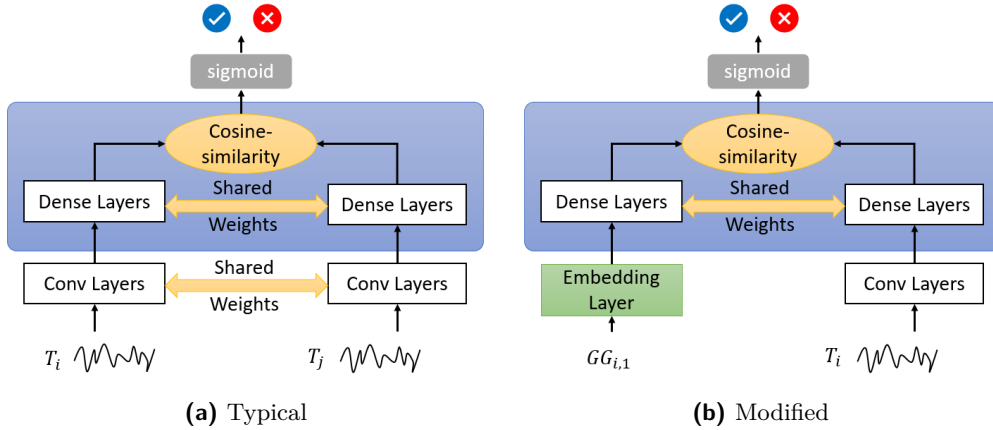 sigmoid
Cosine-
similarity
Shared
Dense Layers
Dense Layers
Weights
Shared
Conv Layers
Conv Layers
Weights
T_i
T_j
(a) Typical
sigmoid
Cosine-
similarity
Shared
Dense Layers
Dense Layers
Weights
Embedding
Layer
Conv Layers
GG_{i,1}
T_i
(b) Modified